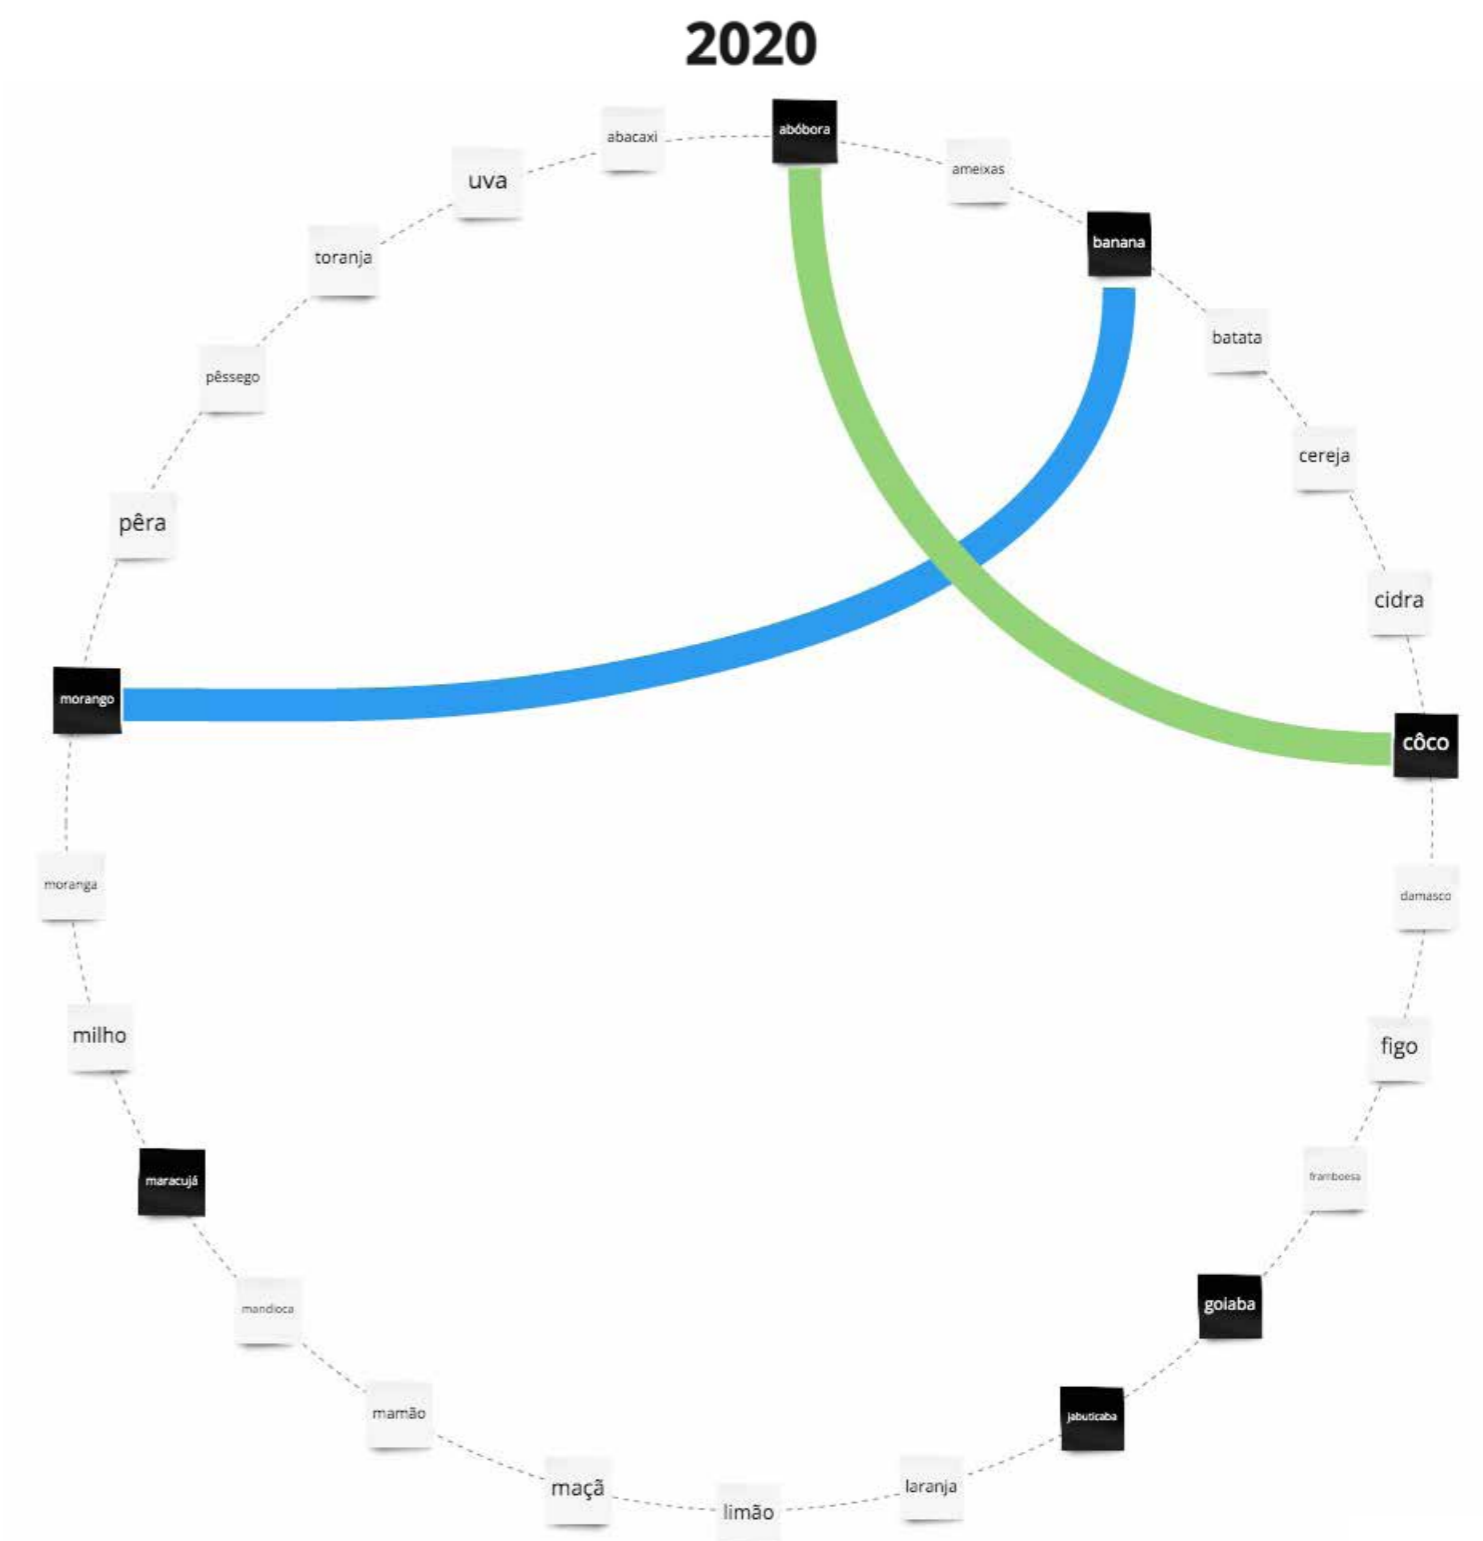 2020
abóbora
ameixas
banana
batata
cereja
cidra
côco
damasco
figo
framboesa
goiaba
jabuticaba
laranja
limão
maçã
mamão
mandioca
maracujá
milho
moranga
morango
pêra
pêssego
toranja
uva
abacaxi